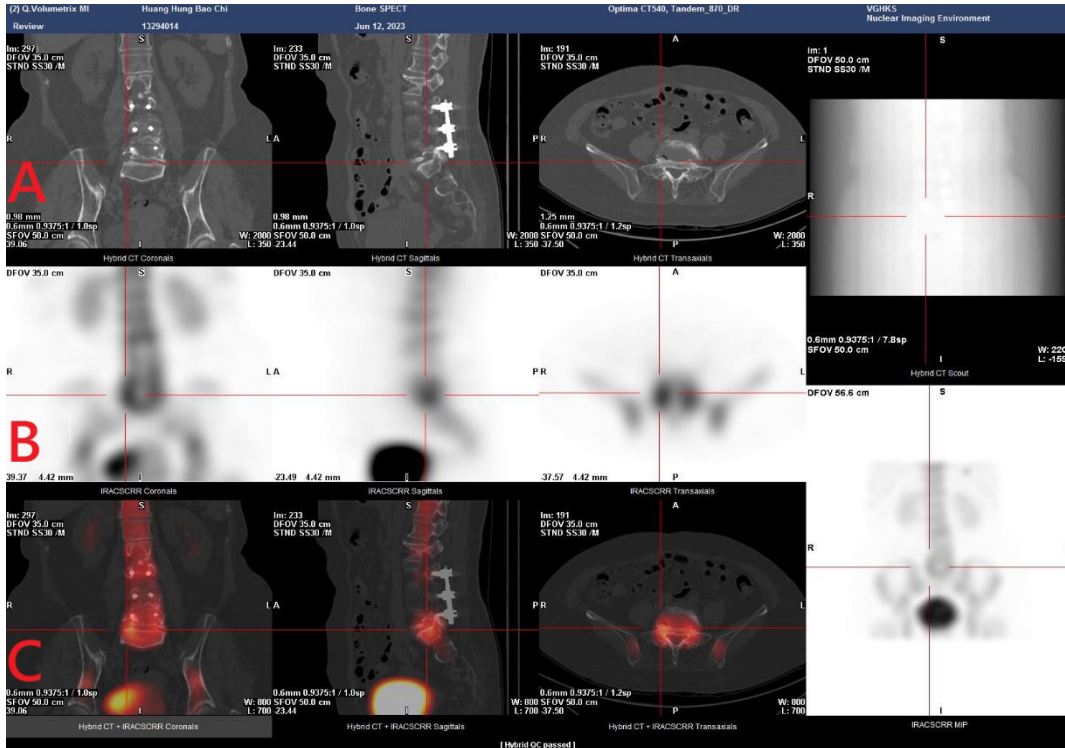 (2) Q.Volumetrix MI Huang Hung Bao Chi Bone SPECT Optima CT540, Tandem_870_DR VGHKS
Review 13294014 Jun 12, 2023 Nuclear Imaging Environment
S
Im: 297
DFOV 35.0 cm
STND SS30 /M
R
L
A
0.98 mm
0.6mm 0.9375:1 / 1.0sp
SFOV 50.0 cm
39.06
I
W: 2000
L: 350
Hybrid CT Coronals
S
Im: 233
DFOV 35.0 cm
STND SS30 /M
A
P
0.98 mm
0.6mm 0.9375:1 / 1.0sp
SFOV 50.0 cm
-23.44
I
W: 2000
L: 350
Hybrid CT Sagittals
A
Im: 191
DFOV 35.0 cm
STND SS30 /M
R
L
1.25 mm
0.6mm 0.9375:1 / 1.2sp
SFOV 50.0 cm
-37.50
P
W: 2000
L: 350
Hybrid CT Transaxials
S
Im: 1
DFOV 50.0 cm
STND SS30 /M
R
0.6mm 0.9375:1 / 7.8sp
SFOV 50.0 cm
I
W: 220
L: -159
Hybrid CT Scout
DFOV 35.0 cm
S
R
L
B
39.37 4.42 mm
I
IRACSCRR Coronals
DFOV 35.0 cm
S
A
P
-23.49 4.42 mm
I
IRACSCRR Sagittals
DFOV 35.0 cm
A
R
L
-37.57 4.42 mm
P
IRACSCRR Transaxials
DFOV 56.6 cm
S
R
I
IRACSCRR MIP
S
Im: 297
DFOV 35.0 cm
STND SS30 /M
R
L
C
0.6mm 0.9375:1 / 1.0sp
SFOV 50.0 cm
39.06
I
W: 800
L: 700
Hybrid CT + IRACSCRR Coronals
S
Im: 233
DFOV 35.0 cm
STND SS30 /M
A
P
0.6mm 0.9375:1 / 1.0sp
SFOV 50.0 cm
-23.44
I
W: 800
L: 700
Hybrid CT + IRACSCRR Sagittals
A
Im: 191
DFOV 35.0 cm
STND SS30 /M
R
L
0.6mm 0.9375:1 / 1.2sp
SFOV 50.0 cm
-37.50
P
W: 800
L: 700
Hybrid CT + IRACSCRR Transaxials
[ Hybrid QC passed ]